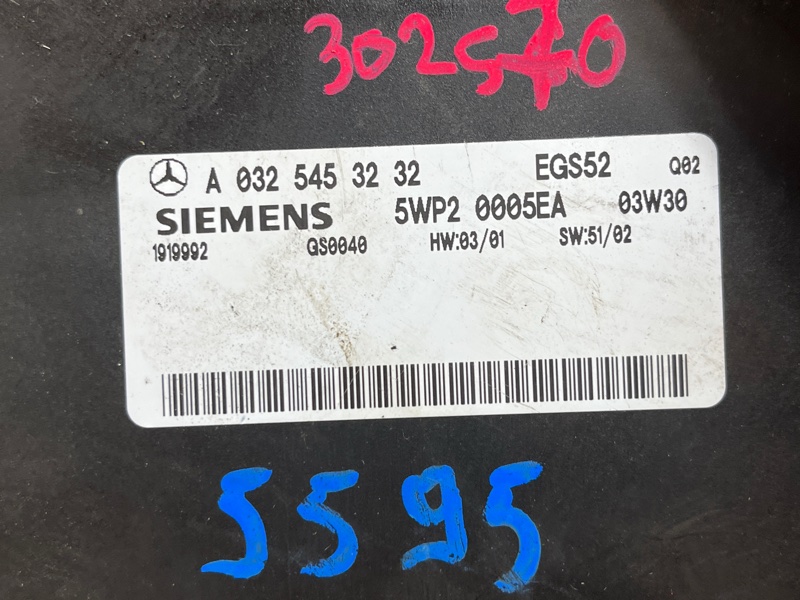 302570
A 032 545 32 32 EGS52 Q02
SIEMENS 5WP2 0005EA 03W30
1919992 GS0040 HW:03/01 SW:51/02
5595